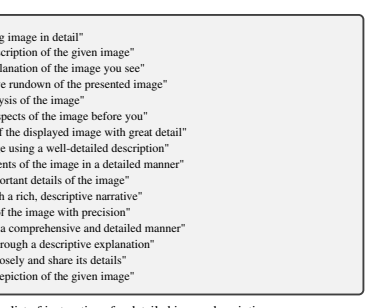 g image in detail"
cription of the given image"
lanation of the image you see"
e rundown of the presented image"
ysis of the image"
spects of the image before you"
f the displayed image with great detail"
e using a well-detailed description"
ents of the image in a detailed manner"
ortant details of the image"
h a rich, descriptive narrative"
of the image with precision"
a comprehensive and detailed manner"
rough a descriptive explanation"
osely and share its details"
epiction of the given image"